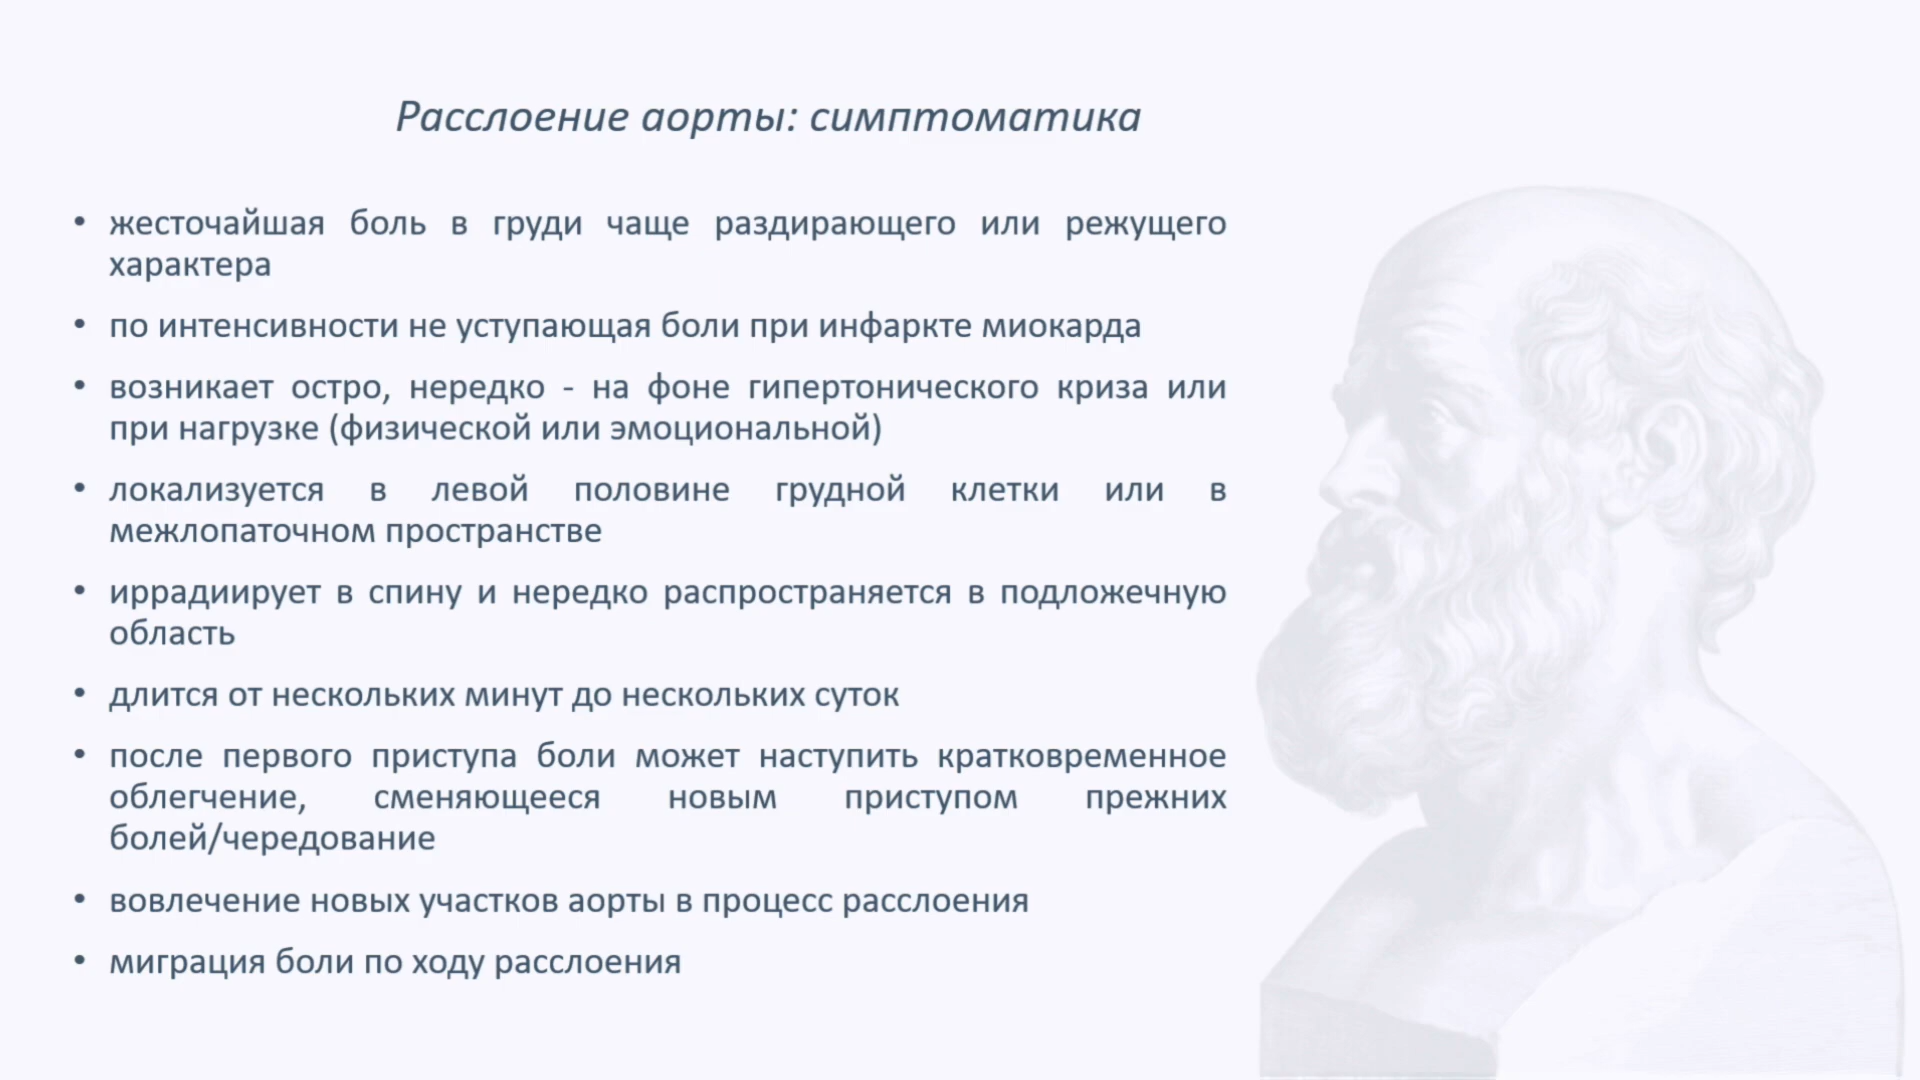 Расслоение аорты: симптоматика
• жесточайшая боль в груди чаще раздирающего или режущего
характера
• по интенсивности не уступающая боли при инфаркте миокарда
• возникает остро, нередко - на фоне гипертонического криза или
при нагрузке (физической или эмоциональной)
• локализуется в левой половине грудной клетки или в
межлопаточном пространстве
• иррадиирует в спину и нередко распространяется в подложечную
область
• длится от нескольких минут до нескольких суток
• после первого приступа боли может наступить кратковременное
облегчение, сменяющееся новым приступом прежних
болей/чередование
• вовлечение новых участков аорты в процесс расслоения
• миграция боли по ходу расслоения